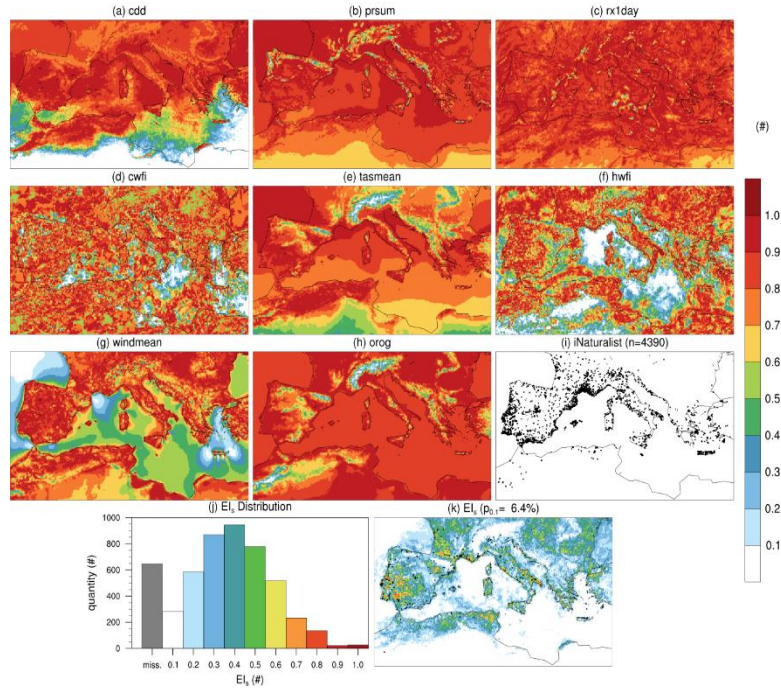 (a) cdd
(b) prsum
(c) rx1day
(#)
(d) cwfi
(e) tasmean
(f) hwfi
1.0
0.9
0.8
0.7
0.6
0.5
0.4
0.3
0.2
0.1
(g) windmean
(h) orog
(i) iNaturalist (n=4390)
(j) EIₛ Distribution
(k) EIₛ (p₀.₁= 6.4%)
quantity (#)
1000
800
600
400
200
0
miss. 0.1 0.2 0.3 0.4 0.5 0.6 0.7 0.8 0.9 1.0
EIₛ (#)